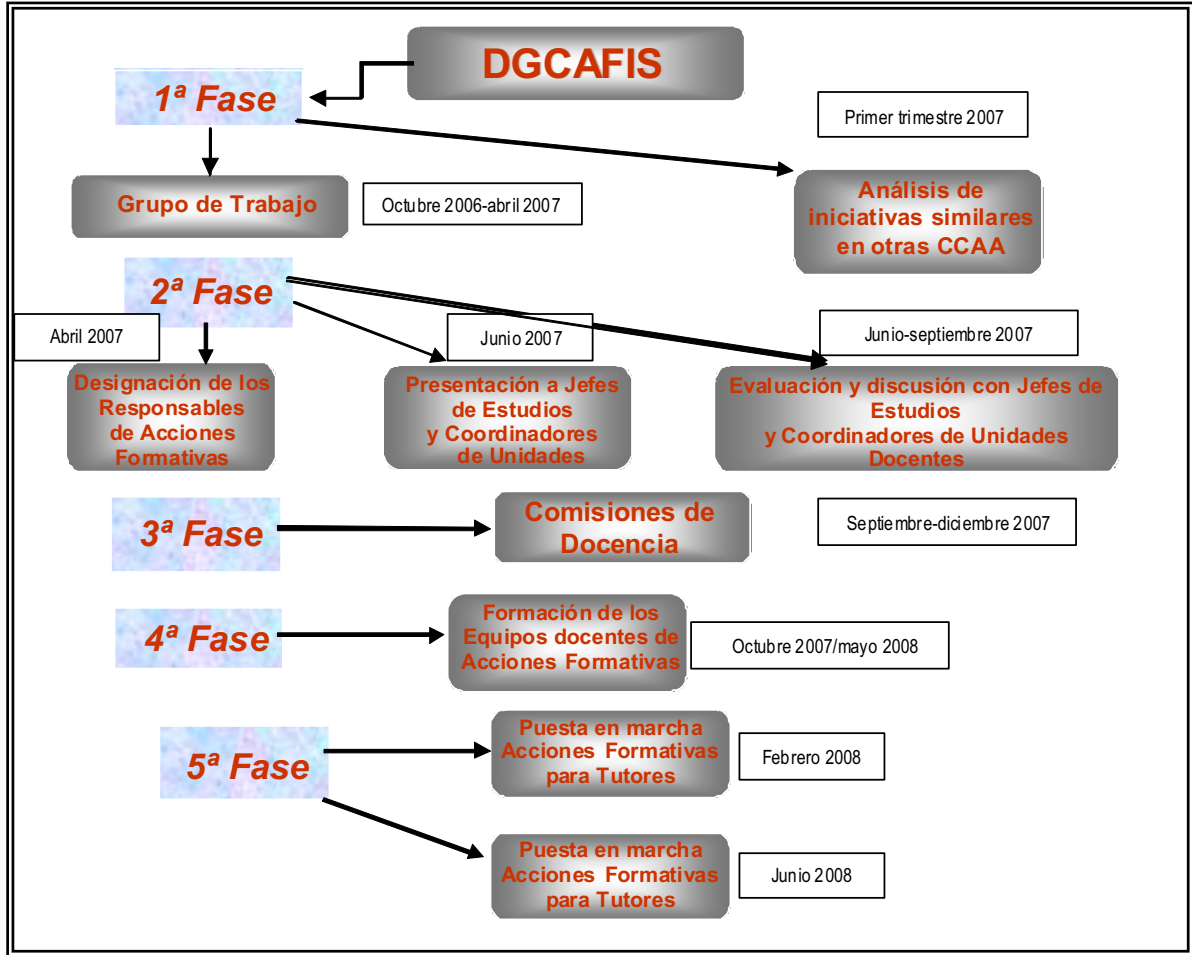 DGCAFIS
1ª Fase
Primer trimestre 2007
Grupo de Trabajo
Octubre 2006-abril 2007
Análisis de
iniciativas similares
en otras CCAA
2ª Fase
Abril 2007
Junio 2007
Junio-septiembre 2007
Designación de los
Responsables
de Acciones
Formativas
Presentación a Jefes
de Estudios
y Coordinadores
de Unidades
Evaluación y discusión con Jefes de
Estudios
y Coordinadores de Unidades
Docentes
3ª Fase
Comisiones de
Docencia
Septiembre-diciembre 2007
4ª Fase
Formación de los
Equipos docentes de
Acciones Formativas
Octubre 2007/mayo 2008
5ª Fase
Puesta en marcha
Acciones Formativas
para Tutores
Febrero 2008
Puesta en marcha
Acciones Formativas
para Tutores
Junio 2008